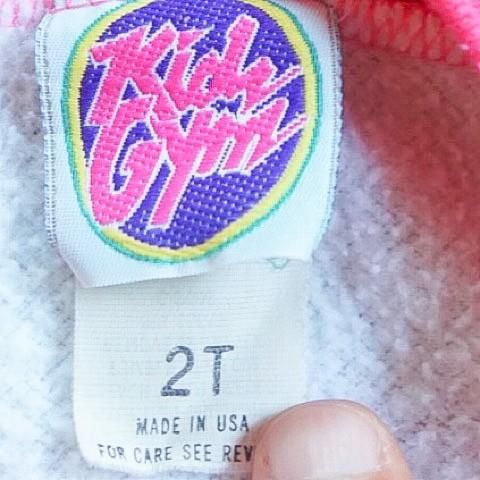 Kids
Gym
2T
MADE IN USA
FOR CARE SEE REV